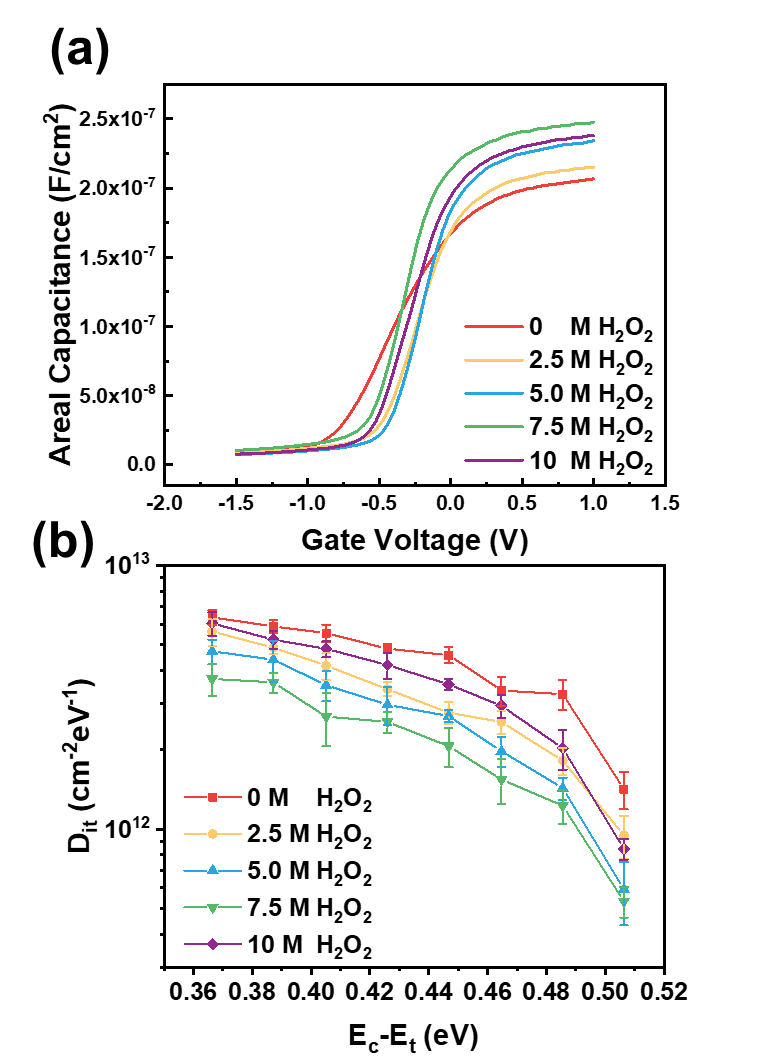 (a)
Areal Capacitance (F/cm²)
2.5x10⁻⁷
2.0x10⁻⁷
1.5x10⁻⁷
1.0x10⁻⁷
5.0x10⁻⁸
0.0
0 M H₂O₂
2.5 M H₂O₂
5.0 M H₂O₂
7.5 M H₂O₂
10 M H₂O₂
-2.0 -1.5 -1.0 -0.5 0.0 0.5 1.0 1.5
Gate Voltage (V)
(b)
Dᵢₜ (cm⁻²eV⁻¹)
10¹³
10¹²
0 M H₂O₂
2.5 M H₂O₂
5.0 M H₂O₂
7.5 M H₂O₂
10 M H₂O₂
0.36 0.38 0.40 0.42 0.44 0.46 0.48 0.50 0.52
E_c-E_t (eV)